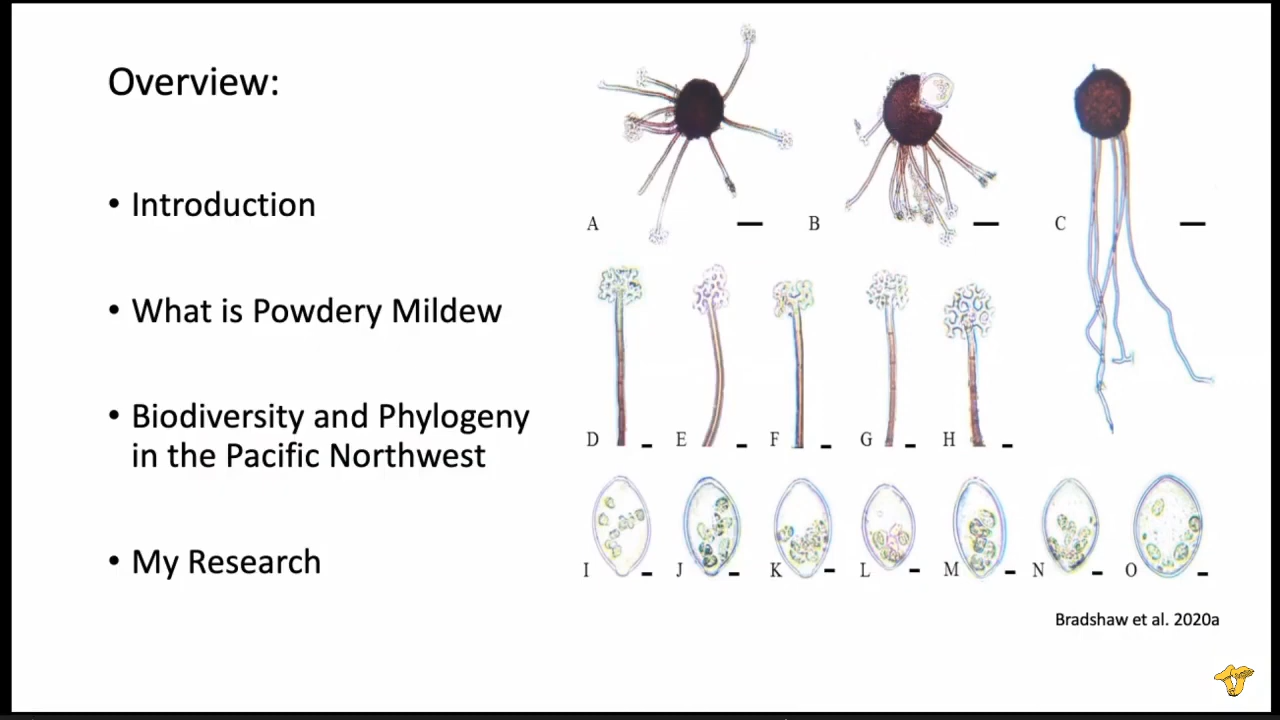 Overview:
• Introduction
• What is Powdery Mildew
• Biodiversity and Phylogeny
in the Pacific Northwest
• My Research
A
B
C
D
E
F
G
H
I
J
K
L
M
N
O
Bradshaw et al. 2020a